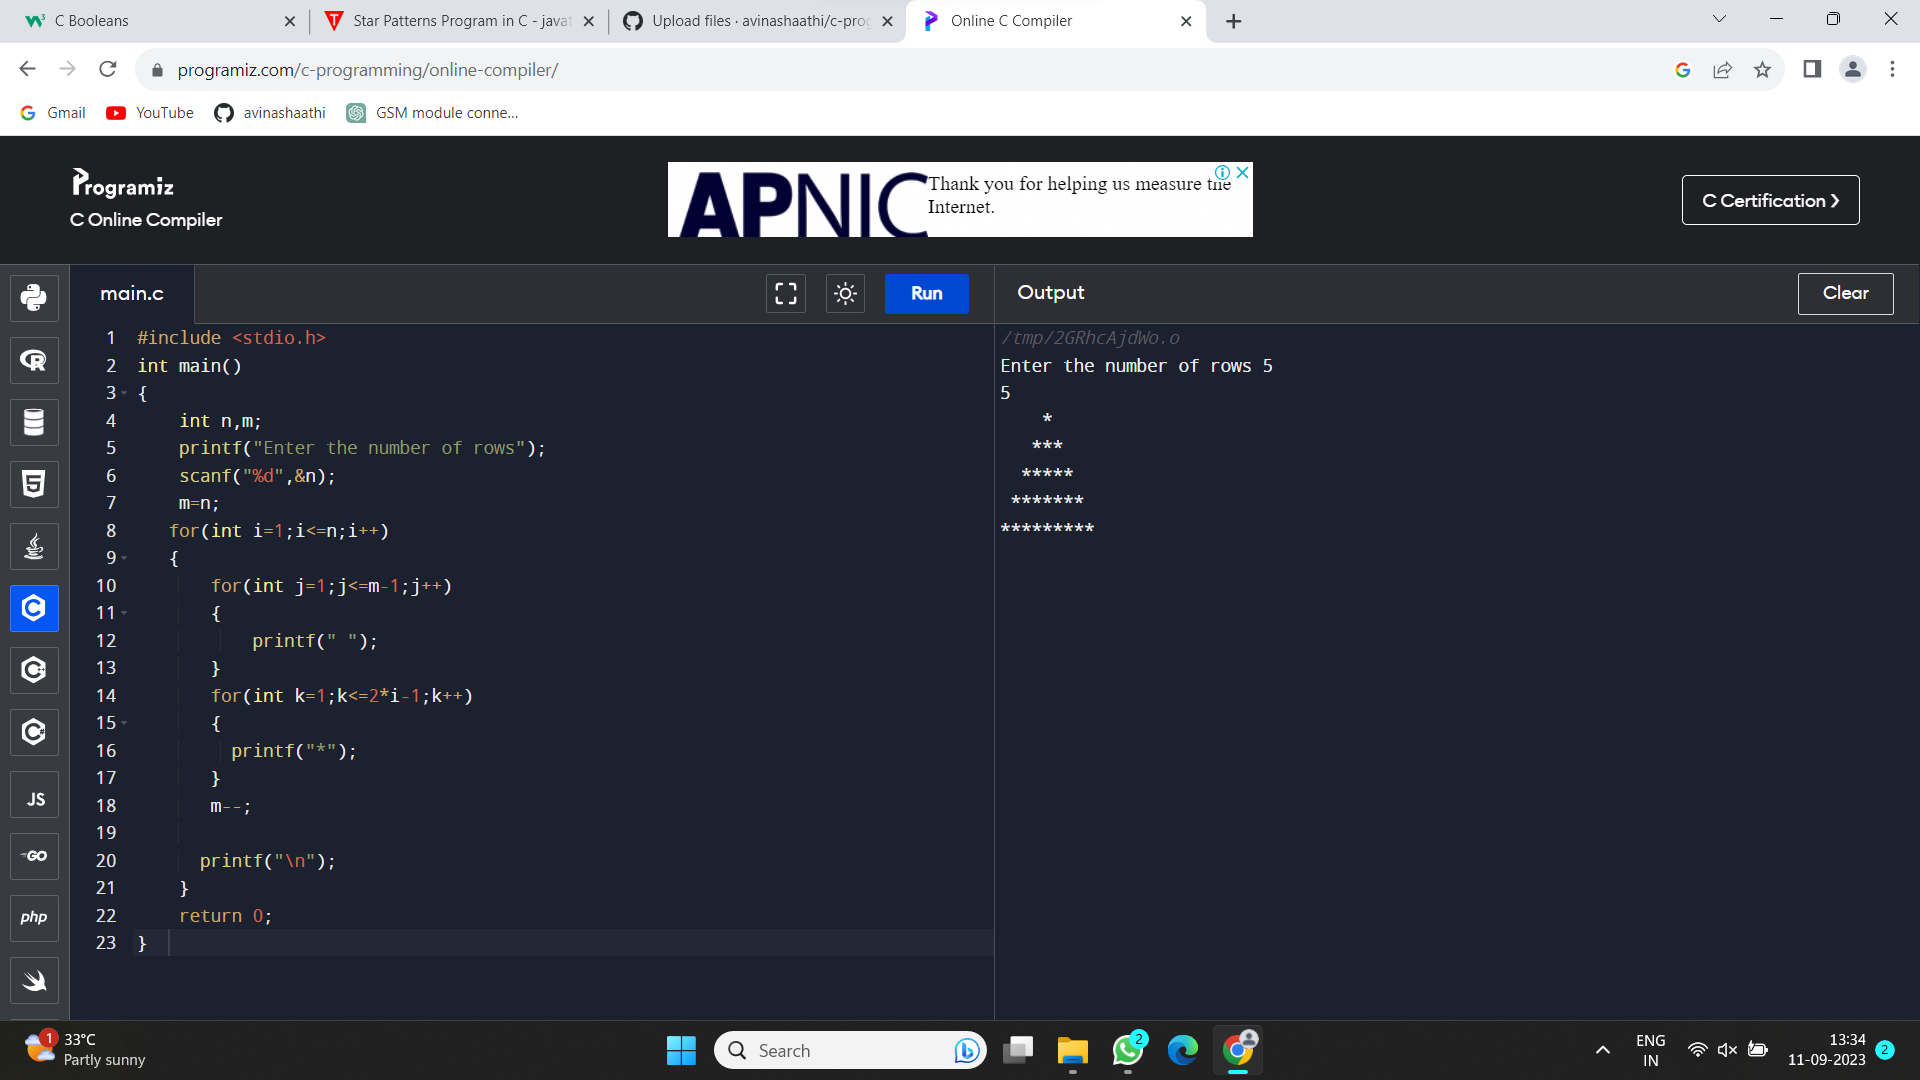 C Booleans
Star Patterns Program in C - javat
Upload files · avinashaathi/c-prog
Online C Compiler
programiz.com/c-programming/online-compiler/
Gmail
YouTube
avinashaathi
GSM module conne...
Programiz
C Online Compiler
APNIC
Thank you for helping us measure the
Internet.
C Certification ❯
main.c
Run
Output
Clear
1 #include <stdio.h>
2 int main()
3 {
4     int n,m;
5     printf("Enter the number of rows");
6     scanf("%d",&n);
7     m=n;
8    for(int i=1;i<=n;i++)
9    {
10        for(int j=1;j<=m-1;j++)
11        {
12            printf(" ");
13        }
14        for(int k=1;k<=2*i-1;k++)
15        {
16          printf("*");
17        }
18        m--;
19
20       printf("\n");
21     }
22     return 0;
23 }
/tmp/2GRhcAjdWo.o
Enter the number of rows 5
5
    *
   ***
  *****
 *******
*********
JS
GO
php
1
33°C
Partly sunny
Search
2
ENG
IN
13:34
11-09-2023
2